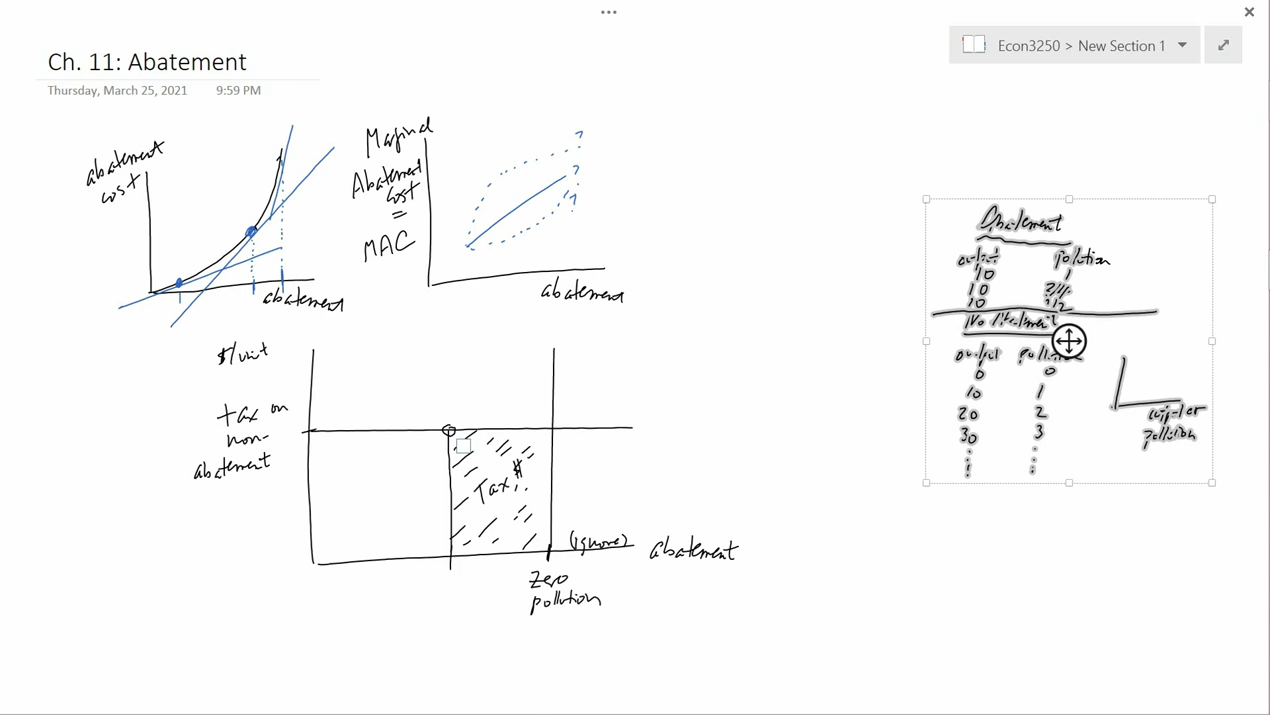 Ch. 11: Abatement
Thursday, March 25, 2021 9:59 PM
Econ3250 > New Section 1
abatement
cost
abatement
Marginal
Abatement
cost
=
MAC
?
?
?
abatement
$/unit
tax on
non-
abatement
Tax $
(ignore)
abatement
Zero
pollution
Abatement
output pollution
10 1
10
10 1/2
No Abatement
output pollution
0 0
10 1
20 2
30 3
pollution